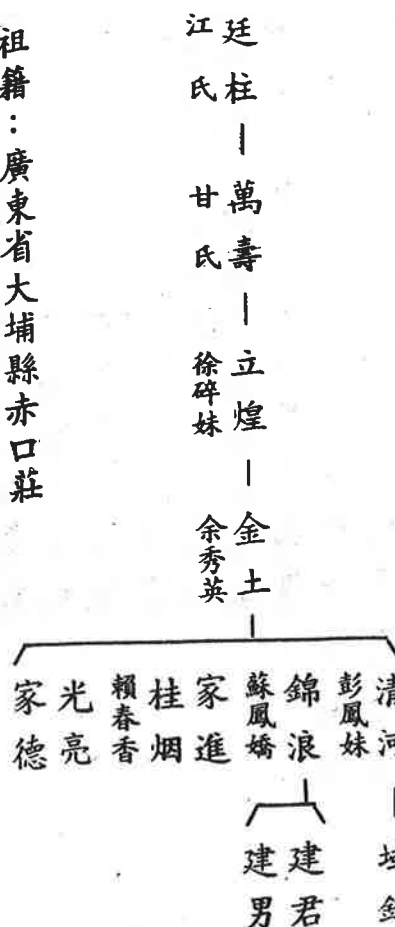 廷柱
江氏
萬壽
甘氏
立煌
徐碎妹
金土
余秀英
清河
彭鳳妹
錦浪
蘇鳳嬌
家進
桂烟
賴春香
光亮
家德
建君
建男
祖籍:廣東省大埔縣赤口莊